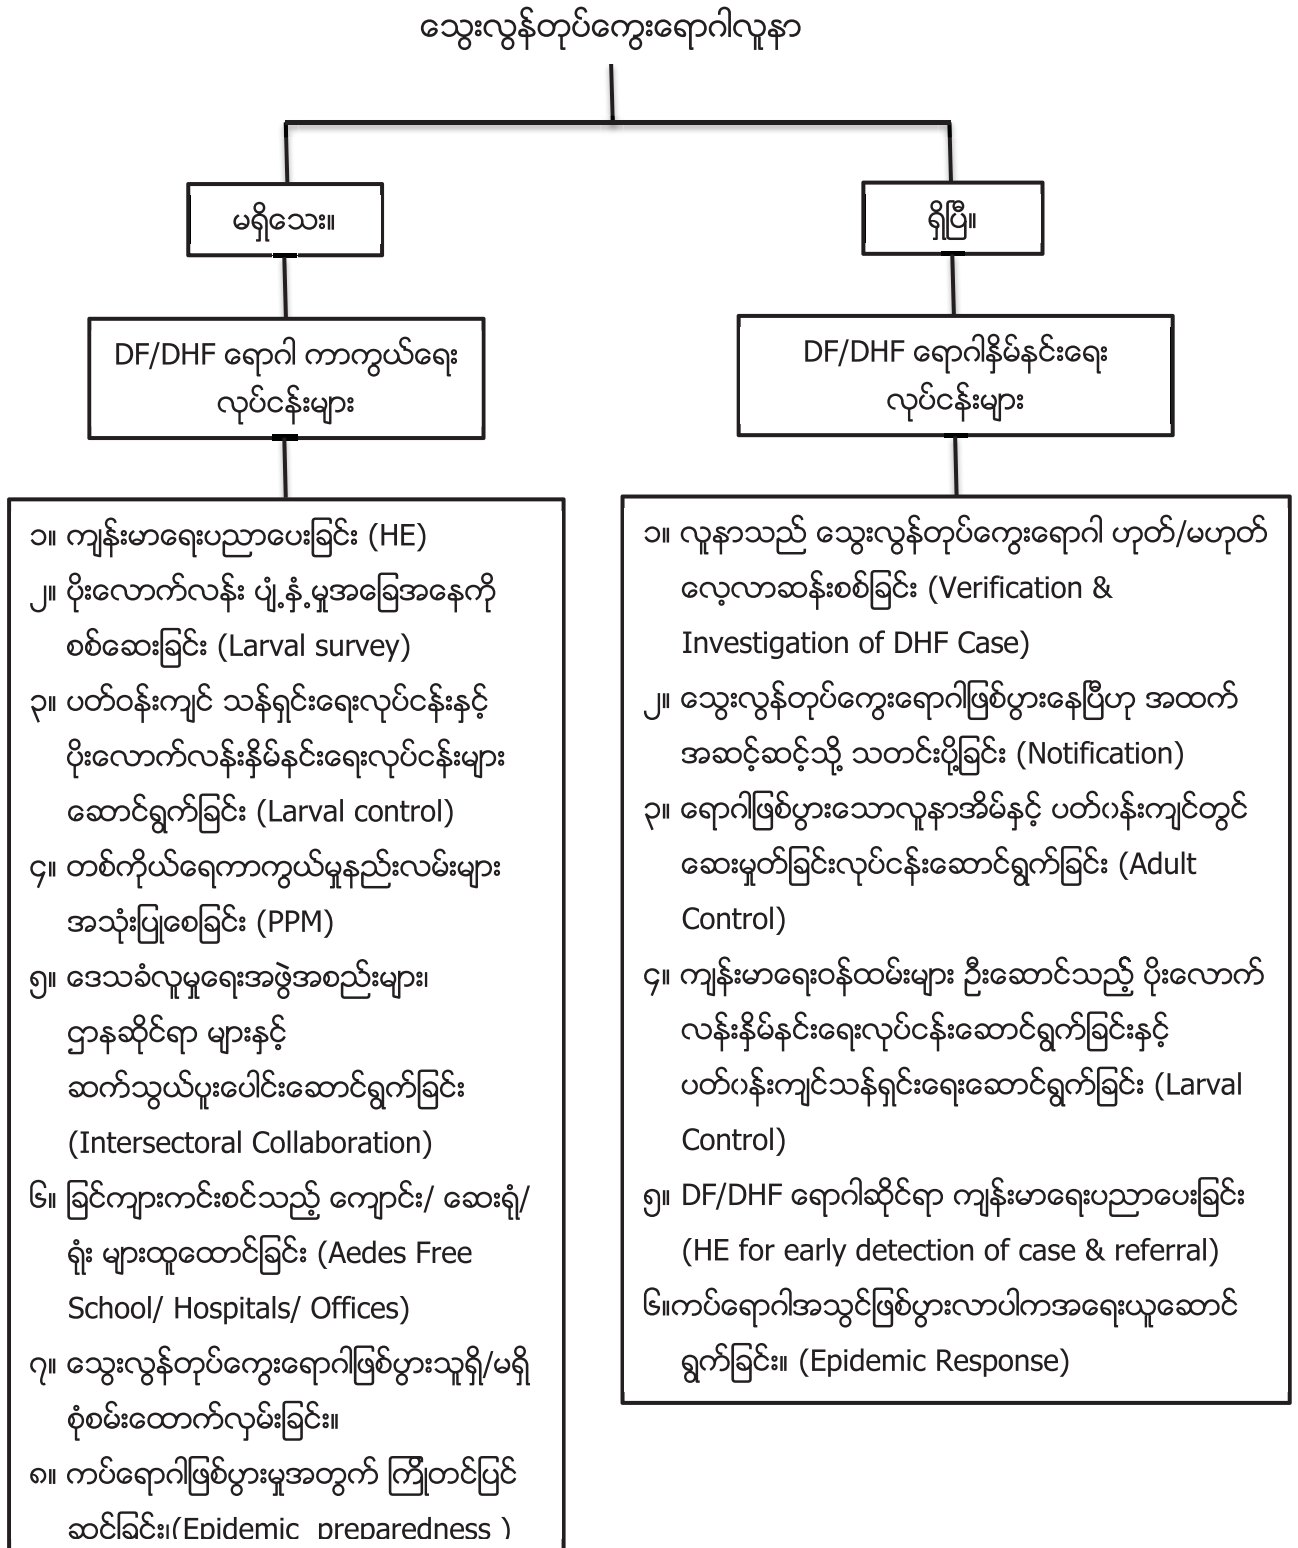 သွေးလွန်တုပ်ကွေးရောဂါလူနာ
မရှိသေး။
ရှိပြီ။
DF/DHF ရောဂါ ကာကွယ်ရေး
လုပ်ငန်းများ
DF/DHF ရောဂါနှိမ်နင်းရေး
လုပ်ငန်းများ
၁။ ကျန်းမာရေးပညာပေးခြင်း (HE)
၂။ ပိုးလောက်လန်း ပျံ့နှံ့မှုအခြေအနေကို
စစ်ဆေးခြင်း (Larval survey)
၃။ ပတ်ဝန်းကျင် သန်ရှင်းရေးလုပ်ငန်းနှင့်
ပိုးလောက်လန်းနှိမ်နင်းရေးလုပ်ငန်းများ
ဆောင်ရွက်ခြင်း (Larval control)
၄။ တစ်ကိုယ်ရေကာကွယ်မှုနည်းလမ်းများ
အသုံးပြုစေခြင်း (PPM)
၅။ ဒေသခံလူမှုရေးအဖွဲ့အစည်းများ၊
ဌာနဆိုင်ရာ များနှင့်
ဆက်သွယ်ပူးပေါင်းဆောင်ရွက်ခြင်း
(Intersectoral Collaboration)
၆။ ခြင်ကျားကင်းစင်သည့် ကျောင်း/ ဆေးရုံ/
ရုံး များထူထောင်ခြင်း (Aedes Free
School/ Hospitals/ Offices)
၇။ သွေးလွန်တုပ်ကွေးရောဂါဖြစ်ပွားသူရှိ/မရှိ
စုံစမ်းထောက်လှမ်းခြင်း။
၈။ ကပ်ရောဂါဖြစ်ပွားမှုအတွက် ကြိုတင်ပြင်
ဆင်ခြင်း၊(Epidemic preparedness )
၁။ လူနာသည် သွေးလွန်တုပ်ကွေးရောဂါ ဟုတ်/မဟုတ်
လေ့လာဆန်းစစ်ခြင်း (Verification &
Investigation of DHF Case)
၂။ သွေးလွန်တုပ်ကွေးရောဂါဖြစ်ပွားနေပြီဟု အထက်
အဆင့်ဆင့်သို့ သတင်းပို့ခြင်း (Notification)
၃။ ရောဂါဖြစ်ပွားသောလူနာအိမ်နှင့် ပတ်၀န်းကျင်တွင်
ဆေးမှုတ်ခြင်းလုပ်ငန်းဆောင်ရွက်ခြင်း (Adult
Control)
၄။ ကျန်းမာရေးဝန်ထမ်းများ ဦးဆောင်သည့် ပိုးလောက်
လန်းနှိမ်နင်းရေးလုပ်ငန်းဆောင်ရွက်ခြင်းနှင့်
ပတ်၀န်းကျင်သန်ရှင်းရေးဆောင်ရွက်ခြင်း (Larval
Control)
၅။ DF/DHF ရောဂါဆိုင်ရာ ကျန်းမာရေးပညာပေးခြင်း
(HE for early detection of case & referral)
၆။ကပ်ရောဂါအသွင်ဖြစ်ပွားလာပါကအရေးယူဆောင်
ရွက်ခြင်း။ (Epidemic Response)